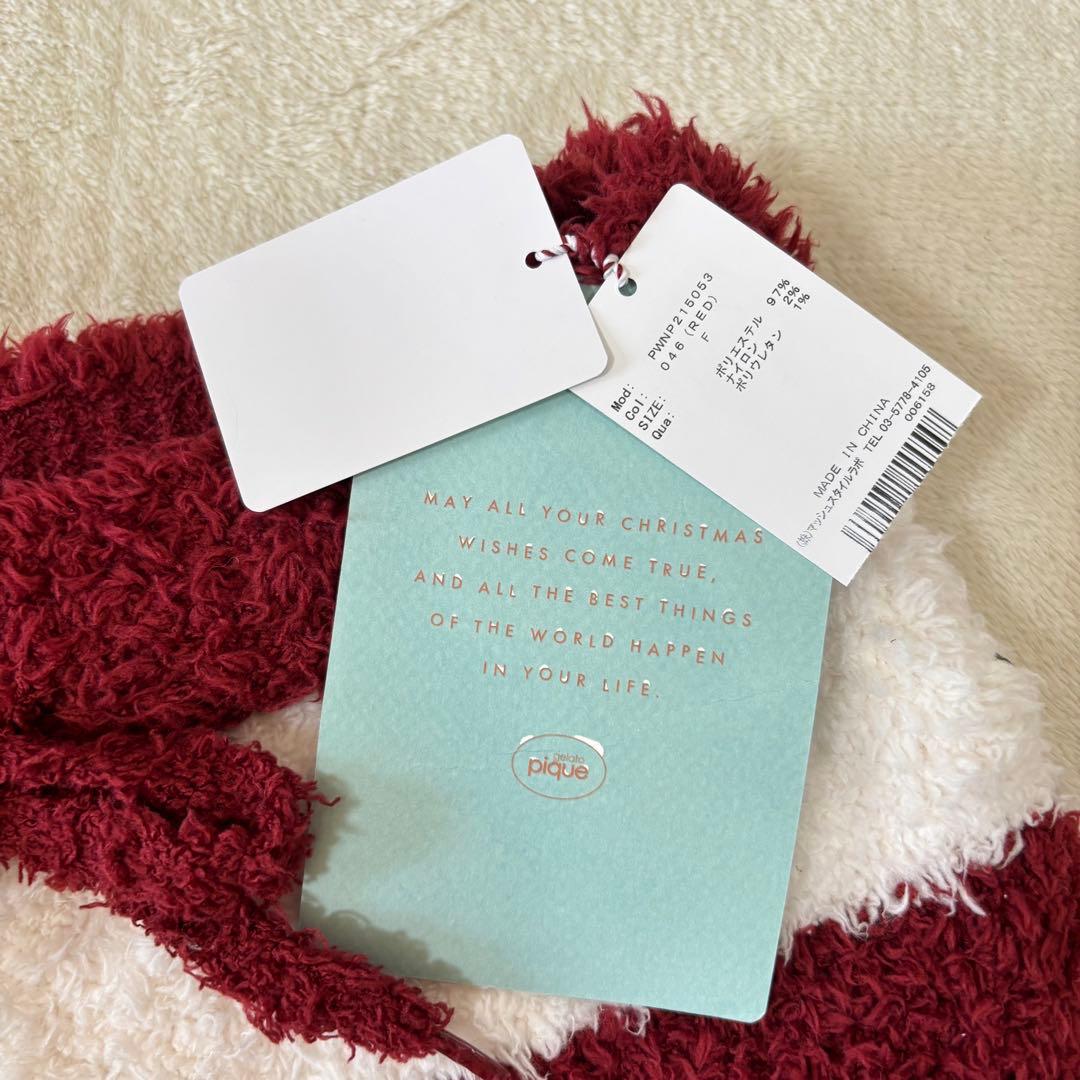 Mod: PWNP215053
Col: 046 (RED)
SIZE: F
Qua: ポリエステル 97%
ナイロン 2%
ポリウレタン 1%
MADE IN CHINA
(株)マッシュスタイルラボ TEL 03-5778-4105
006158
MAY ALL YOUR CHRISTMAS
WISHES COME TRUE,
AND ALL THE BEST THINGS
OF THE WORLD HAPPEN
IN YOUR LIFE.
gelato
pique